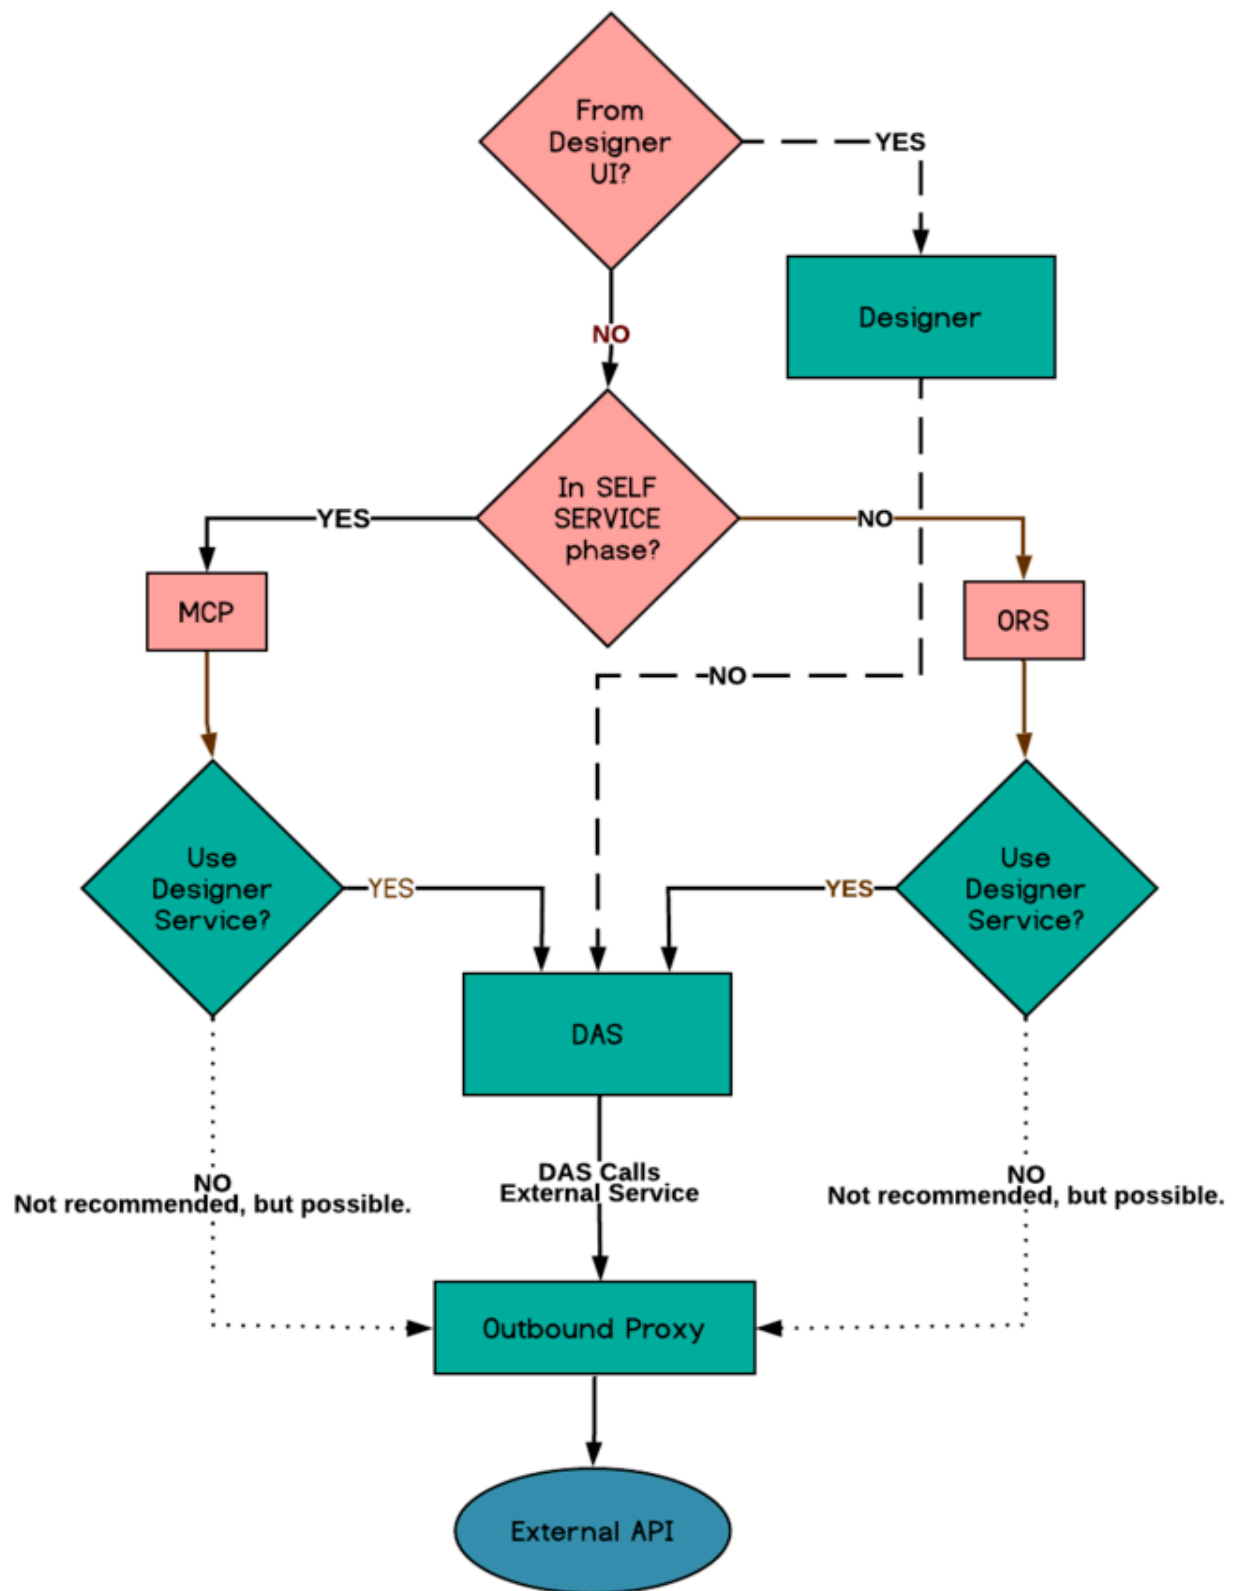 From
Designer
UI?
YES
Designer
NO
In SELF
SERVICE
phase?
YES
NO
MCP
ORS
NO
Use
Designer
Service?
YES
YES
Use
Designer
Service?
DAS
NO
Not recommended, but possible.
DAS Calls
External Service
NO
Not recommended, but possible.
Outbound Proxy
External API